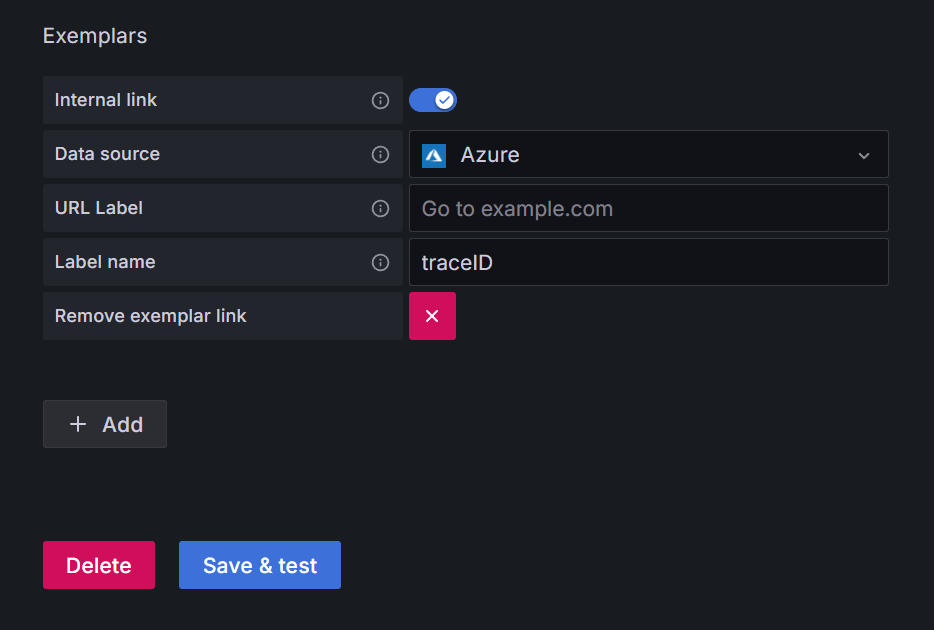 Exemplars
Internal link
Data source
Azure
URL Label
Go to example.com
Label name
traceID
Remove exemplar link
Add
Delete
Save & test